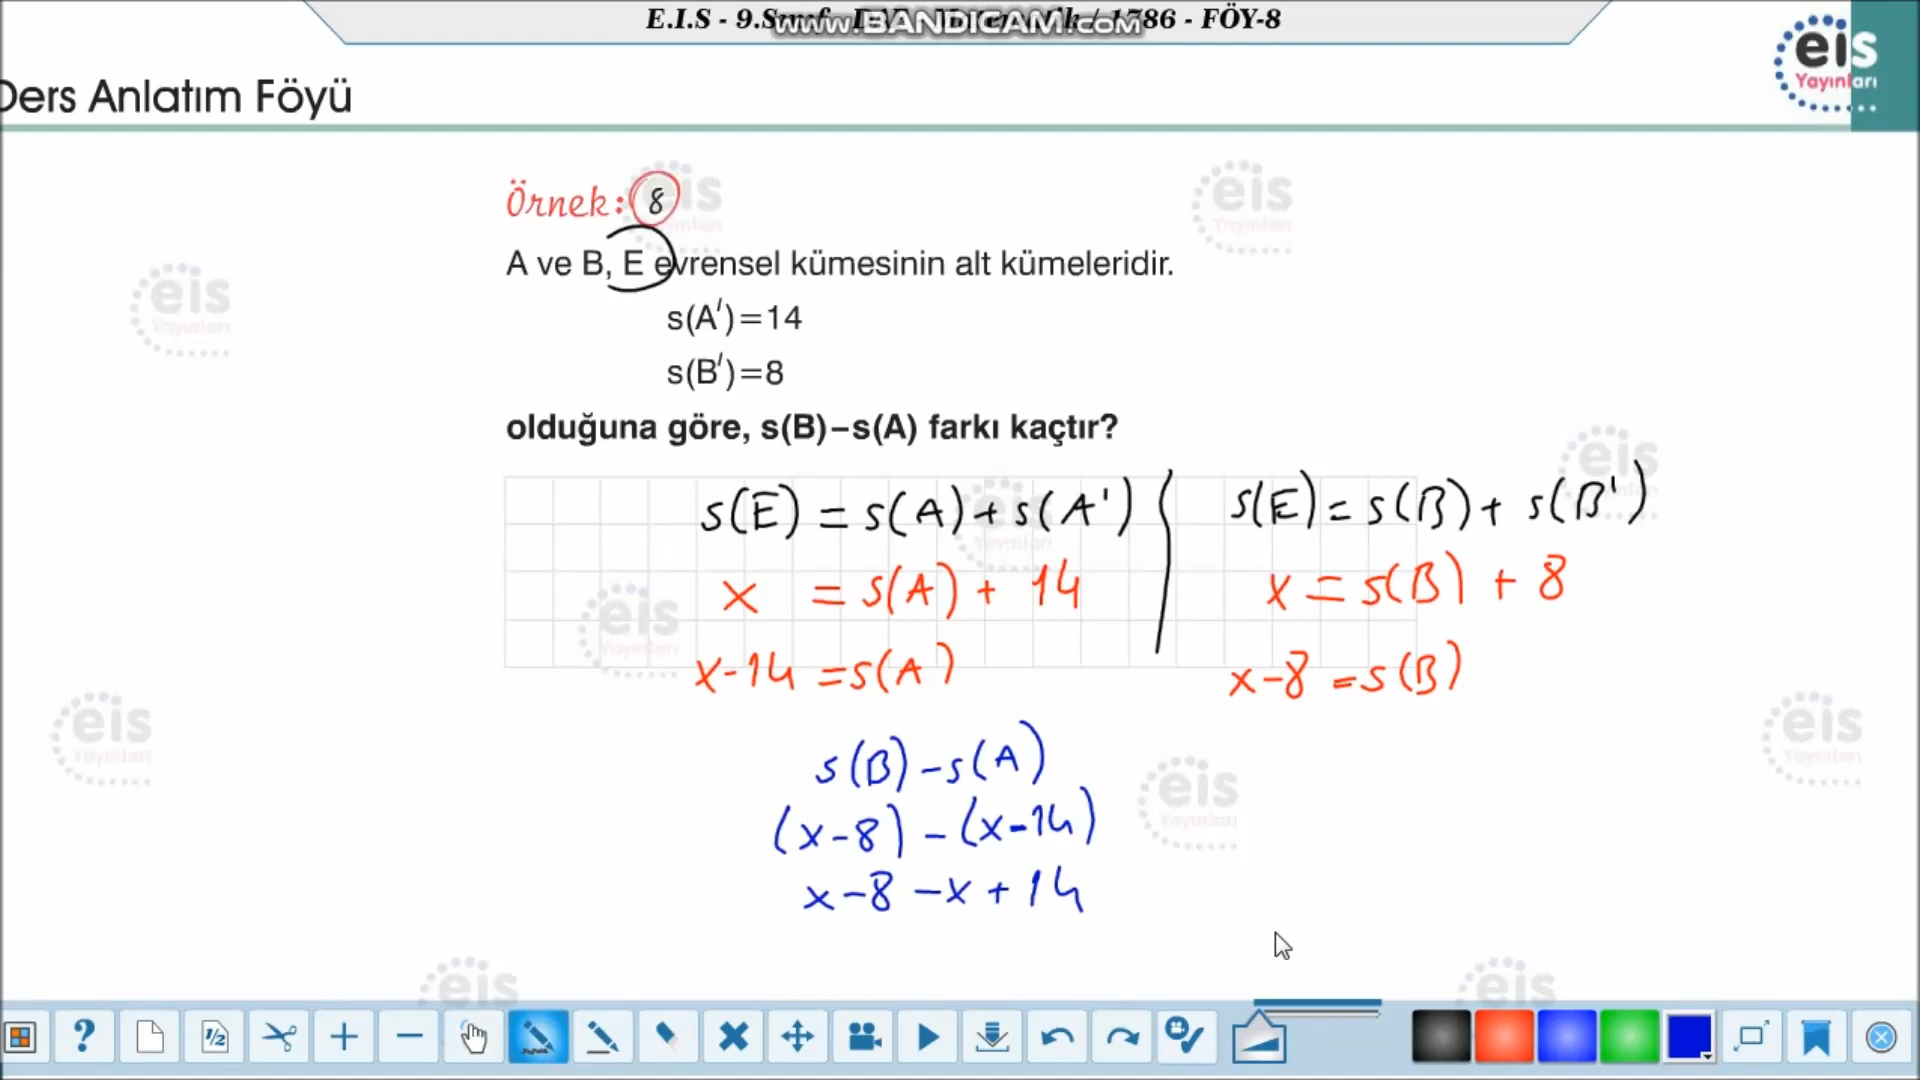 E.I.S - 9.Sınıf
www.BANDICAM.com
1786 - FÖY-8
eis
Yayınları
Ders Anlatım Föyü
Örnek: 8
A ve B, E evrensel kümesinin alt kümeleridir.
s(A')=14
s(B')=8
olduğuna göre, s(B)–s(A) farkı kaçtır?
s(E) = s(A) + s(A')
s(E) = s(B) + s(B')
x = s(A) + 14
x = s(B) + 8
x-14 = s(A)
x-8 = s(B)
s(B) - s(A)
(x-8) - (x-14)
x-8 -x + 14